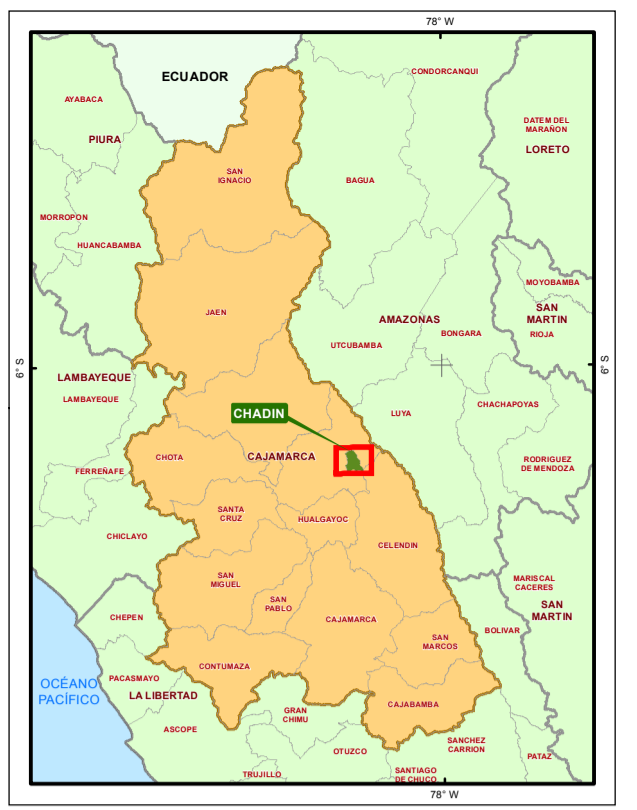 78° W
ECUADOR
CONDORCANQUI
AYABACA
DATEM DEL
MARAÑON
PIURA
LORETO
SAN
IGNACIO
BAGUA
MORROPON
HUANCABAMBA
MOYOBAMBA
JAEN
SAN
MARTIN
AMAZONAS
BONGARA
RIOJA
UTCUBAMBA
6° S
6° S
LAMBAYEQUE
LAMBAYEQUE
CHADIN
LUYA
CHACHAPOYAS
CHOTA
CAJAMARCA
RODRIGUEZ
DE MENDOZA
FERREÑAFE
SANTA
CRUZ
HUALGAYOC
CHICLAYO
CELENDIN
SAN
MIGUEL
MARISCAL
CACERES
SAN
PABLO
SAN
MARTIN
CHEPEN
CAJAMARCA
BOLIVAR
SAN
MARCOS
CONTUMAZA
OCÉANO
PACÍFICO
PACASMAYO
LA LIBERTAD
CAJABAMBA
GRAN
CHIMU
ASCOPE
SANCHEZ
CARRION
OTUZCO
PATAZ
TRUJILLO
SANTIAGO
DE CHUCO
78° W